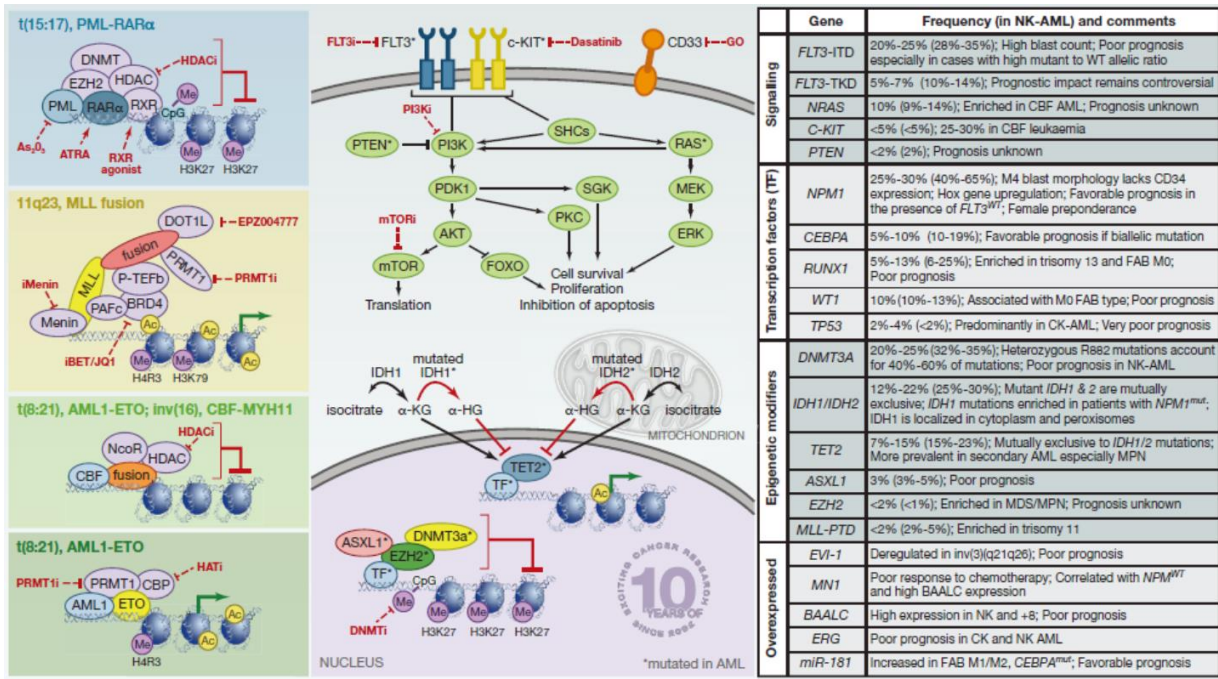 t(15:17), PML-RARα
DNMT
EZH2
HDAC
HDACi
PML
RARα
RXR
CpG
Me
Me
Me
As₂0₃
ATRA
RXR
agonist
H3K27
H3K27
11q23, MLL fusion
DOT1L
EPZ004777
fusion
MLL
P-TEFb
PRMT1
PRMT1i
iMenin
PAFc
BRD4
Menin
Ac
Ac
Ac
iBET/JQ1
Me
Me
H4R3
H3K79
t(8:21), AML1-ETO; inv(16), CBF-MYH11
HDACi
NcoR
HDAC
CBF
fusion
t(8:21), AML1-ETO
HATi
PRMT1i
PRMT1
CBP
AML1
ETO
Ac
Ac
Me
H4R3
FLT3i
FLT3*
c-KIT*
Dasatinib
CD33
GO
PI3Ki
SHCs
PTEN*
PI3K
RAS*
PDK1
SGK
MEK
mTORi
PKC
AKT
ERK
mTOR
FOXO
Cell survival
Proliferation
Inhibition of apoptosis
Translation
mutated
IDH1
IDH1*
mutated
IDH2*
IDH2
isocitrate
α-KG
α-HG
α-HG
α-KG
isocitrate
MITOCHONDRION
TET2*
TF*
Ac
ASXL1*
DNMT3a*
EZH2*
TF*
CpG
Me
Me
Me
Me
DNMTi
H3K27
H3K27
H3K27
EXCITING CANCER RESEARCH
10
YEARS OF
SINCE 2002
NUCLEUS
*mutated in AML
Gene
Frequency (in NK-AML) and comments
Signalling
FLT3-ITD
20%-25% (28%-35%); High blast count; Poor prognosis
especially in cases with high mutant to WT allelic ratio
FLT3-TKD
5%-7% (10%-14%); Prognostic impact remains controversial
NRAS
10% (9%-14%); Enriched in CBF AML; Prognosis unknown
C-KIT
<5% (<5%); 25-30% in CBF leukaemia
PTEN
<2% (2%); Prognosis unknown
Transcription factors (TF)
NPM1
25%-30% (40%-65%); M4 blast morphology lacks CD34
expression; Hox gene upregulation; Favorable prognosis in
the presence of FLT3ᵂᵀ; Female preponderance
CEBPA
5%-10% (10-19%); Favorable prognosis if biallelic mutation
RUNX1
5%-13% (6-25%); Enriched in trisomy 13 and FAB M0;
Poor prognosis
WT1
10% (10%-13%); Associated with M0 FAB type; Poor prognosis
TP53
2%-4% (<2%); Predominantly in CK-AML; Very poor prognosis
Epigenetic modifiers
DNMT3A
20%-25% (32%-35%); Heterozygous R882 mutations account
for 40%-60% of mutations; Poor prognosis in NK-AML
IDH1/IDH2
12%-22% (25%-30%); Mutant IDH1 & 2 are mutually
exclusive; IDH1 mutations enriched in patients with NPM1ᵐᵘᵗ;
IDH1 is localized in cytoplasm and peroxisomes
TET2
7%-15% (15%-23%); Mutually exclusive to IDH1/2 mutations;
More prevalent in secondary AML especially MPN
ASXL1
3% (3%-5%); Poor prognosis
EZH2
<2% (<1%); Enriched in MDS/MPN; Prognosis unknown
MLL-PTD
<2% (2%-5%); Enriched in trisomy 11
Overexpressed
EVI-1
Deregulated in inv(3)(q21q26); Poor prognosis
MN1
Poor response to chemotherapy; Correlated with NPMᵂᵀ
and high BAALC expression
BAALC
High expression in NK and +8; Poor prognosis
ERG
Poor prognosis in CK and NK AML
miR-181
Increased in FAB M1/M2, CEBPAᵐᵘᵗ; Favorable prognosis